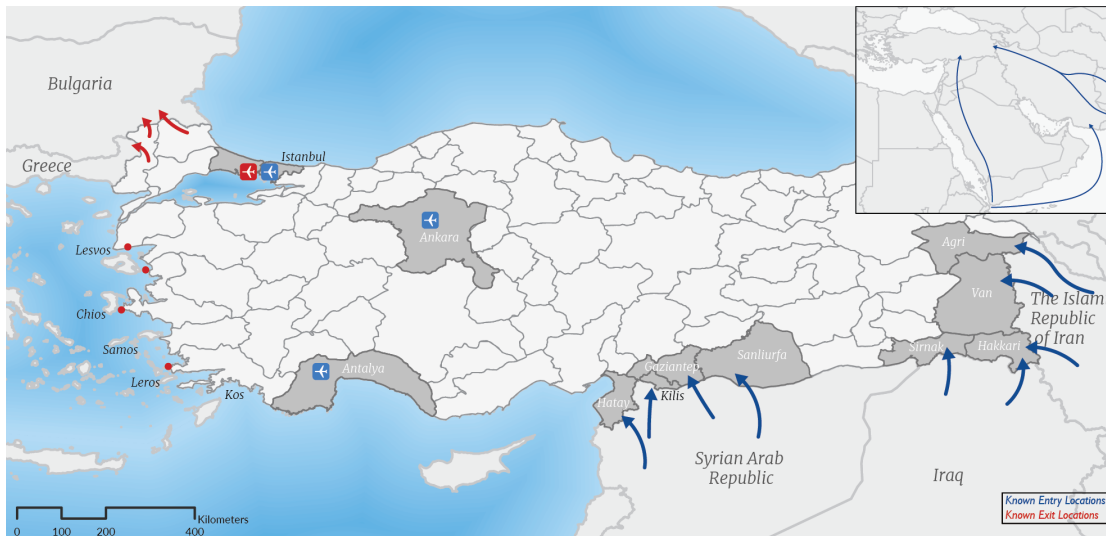 Bulgaria
Greece
Istanbul
Ankara
Lesvos
Chios
Samos
Leros
Kos
Antalya
Agri
Van
The Islam
Republic
of Iran
Sirnak
Hakkari
Sanliurfa
Gaziantep
Kilis
Hatay
Syrian Arab
Republic
Iraq
Kilometers
0 100 200 400
Known Entry Locations
Known Exit Locations